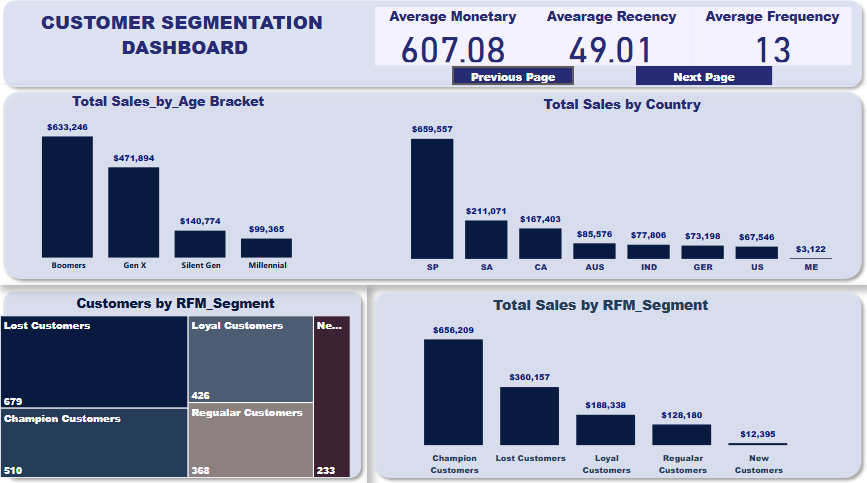 CUSTOMER SEGMENTATION
DASHBOARD
Average Monetary
Avearage Recency
Average Frequency
607.08
49.01
13
Previous Page
Next Page
Total Sales_by_Age Bracket
$633,246
$471,894
$140,774
$99,365
Boomers
Gen X
Silent Gen
Millennial
Total Sales by Country
$659,557
$211,071
$167,403
$85,576
$77,806
$73,198
$67,546
$3,122
SP
SA
CA
AUS
IND
GER
US
ME
Customers by RFM_Segment
Lost Customers
679
Champion Customers
510
Loyal Customers
426
Regualar Customers
368
Ne...
233
Total Sales by RFM_Segment
$656,209
$360,157
$188,338
$128,180
$12,395
Champion
Customers
Lost Customers
Loyal
Customers
Regualar
Customers
New
Customers